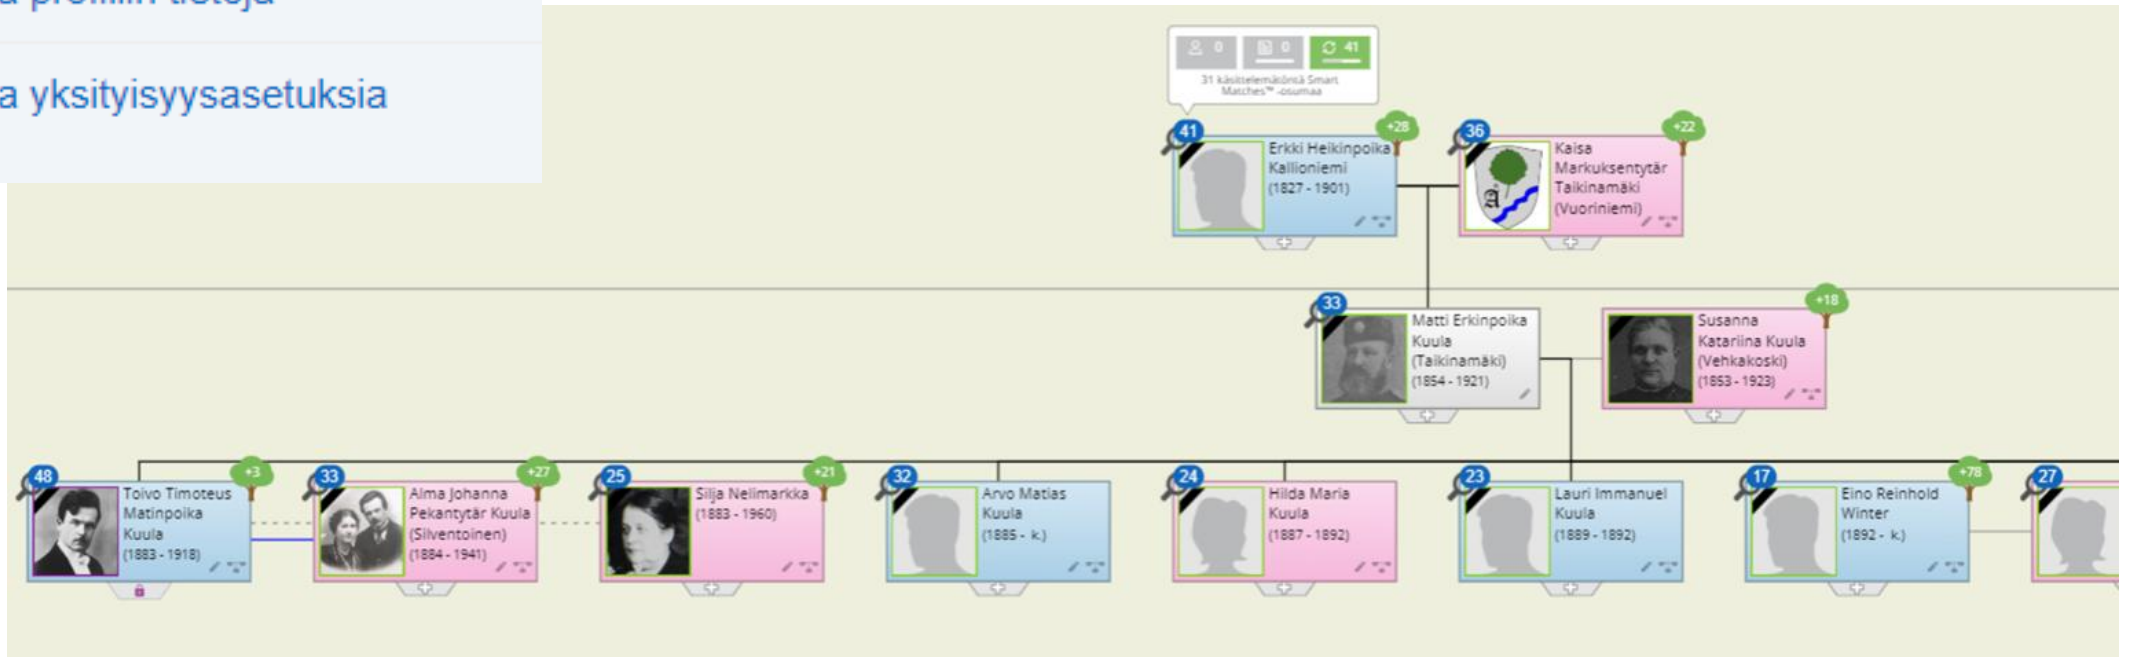 yksityisyysasetuksia
0 0 41
31 käsittelemätöntä Smart
Matches™ -osumaa
41
+28
Erkki Heikinpoika
Kallioniemi
(1827 - 1901)
36
+22
Kaisa
Markuksentytär
Taikinamäki
(Vuoriniemi)
33
Matti Erkinpoika
Kuula
(Taikinamäki)
(1854 - 1921)
+18
Susanna
Katariina Kuula
(Vehkakoski)
(1853 - 1923)
48
+3
Toivo Timoteus
Matinpoika
Kuula
(1883 - 1918)
33
+27
Alma Johanna
Pekantytär Kuula
(Silventoinen)
(1884 - 1941)
25
+21
Silja Nelimarkka
(1883 - 1960)
32
Arvo Matias
Kuula
(1885 - k.)
24
Hilda Maria
Kuula
(1887 - 1892)
23
Lauri Immanuel
Kuula
(1889 - 1892)
17
+78
Eino Reinhold
Winter
(1892 - k.)
27